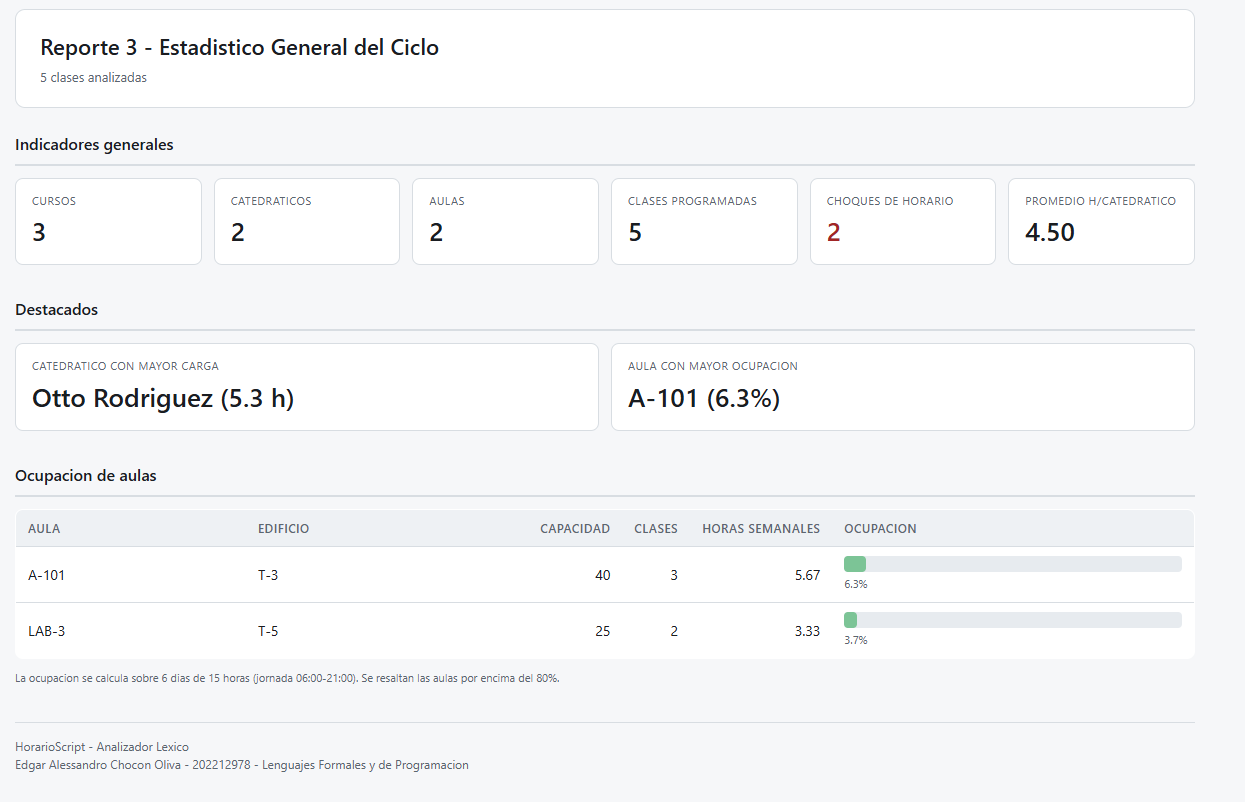 Reporte 3 - Estadistico General del Ciclo
5 clases analizadas
Indicadores generales
CURSOS
3
CATEDRATICOS
2
AULAS
2
CLASES PROGRAMADAS
5
CHOQUES DE HORARIO
2
PROMEDIO H/CATEDRATICO
4.50
Destacados
CATEDRATICO CON MAYOR CARGA
Otto Rodriguez (5.3 h)
AULA CON MAYOR OCUPACION
A-101 (6.3%)
Ocupacion de aulas
AULA EDIFICIO CAPACIDAD CLASES HORAS SEMANALES OCUPACION
A-101 T-3 40 3 5.67 6.3%
LAB-3 T-5 25 2 3.33 3.7%
La ocupacion se calcula sobre 6 dias de 15 horas (jornada 06:00-21:00). Se resaltan las aulas por encima del 80%.
HorarioScript - Analizador Lexico
Edgar Alessandro Chocon Oliva - 202212978 - Lenguajes Formales y de Programacion